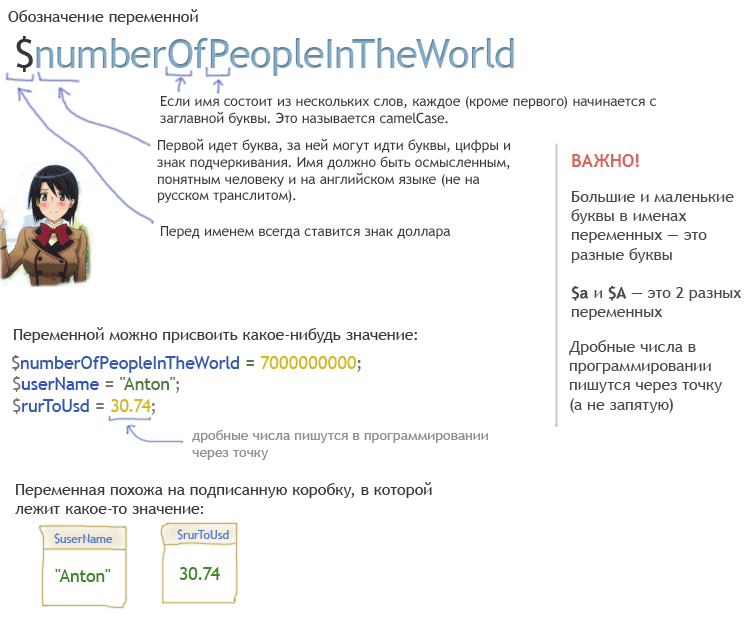 Обозначение переменной
$numberOfPeopleInTheWorld
Если имя состоит из нескольких слов, каждое (кроме первого) начинается с
заглавной буквы. Это называется camelCase.
Первой идет буква, за ней могут идти буквы, цифры и
знак подчеркивания. Имя должно быть осмысленным,
понятным человеку и на английском языке (не на
русском транслитом).
Перед именем всегда ставится знак доллара
ВАЖНО!
Большие и маленькие
буквы в именах
переменных — это
разные буквы
$a и $A — это 2 разных
переменных
Дробные числа в
программировании
пишутся через точку
(а не запятую)
Переменной можно присвоить какое-нибудь значение:
$numberOfPeopleInTheWorld = 7000000000;
$userName = "Anton";
$rurToUsd = 30.74;
дробные числа пишутся в программировании
через точку
Переменная похожа на подписанную коробку, в которой
лежит какое-то значение:
$userName
"Anton"
$rurToUsd
30.74